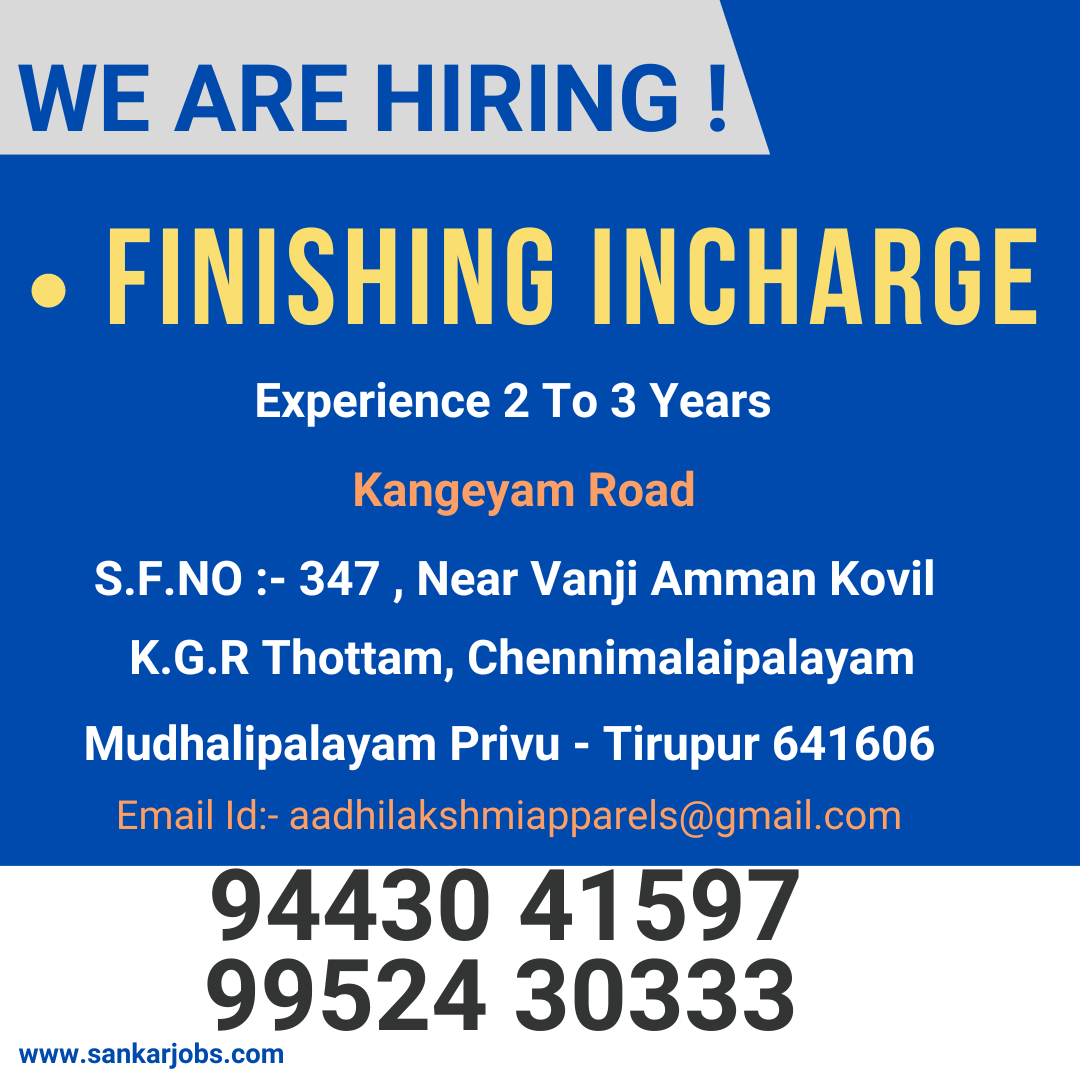 WE ARE HIRING !
• FINISHING INCHARGE
Experience 2 To 3 Years
Kangeyam Road
S.F.NO :- 347 , Near Vanji Amman Kovil
K.G.R Thottam, Chennimalaipalayam
Mudhalipalayam Privu - Tirupur 641606
Email Id:- aadhilakshmiapparels@gmail.com
94430 41597
99524 30333
www.sankarjobs.com